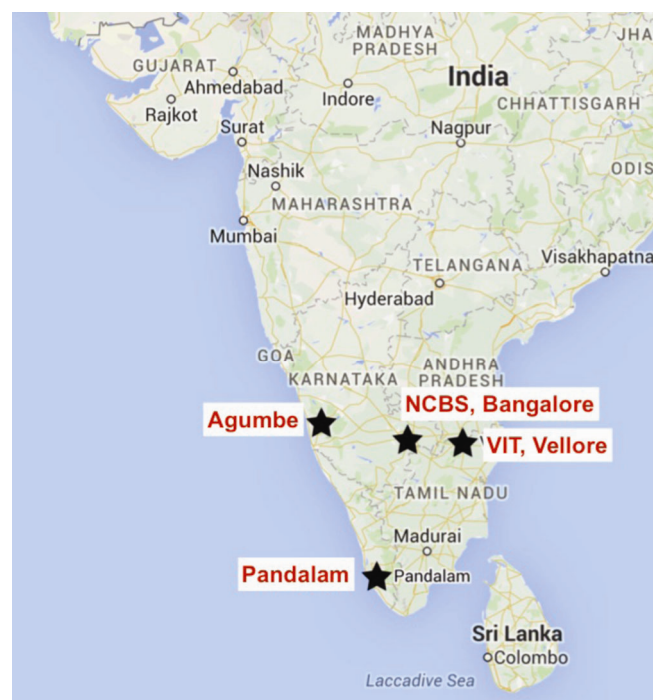 MADHYA
PRADESH
JHA
GUJARAT
Ahmedabad
India
Indore
CHHATTISGARH
Rajkot
Surat
Nagpur
Nashik
ODIS
MAHARASHTRA
Mumbai
Visakhapatna
TELANGANA
Hyderabad
GOA
ANDHRA
PRADESH
KARNATAKA
NCBS, Bangalore
Agumbe
VIT, Vellore
TAMIL NADU
Madurai
Pandalam
Pandalam
Sri Lanka
Colombo
Laccadive Sea